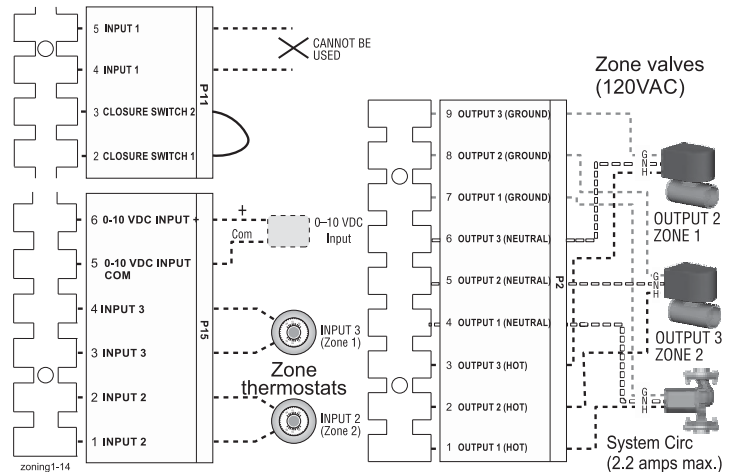 5 INPUT 1
4 INPUT 1
CANNOT BE
USED
P11
3 CLOSURE SWITCH 2
2 CLOSURE SWITCH 1
6 0-10 VDC INPUT +
+
Com
0–10 VDC
Input
5 0-10 VDC INPUT
COM
4 INPUT 3
P15
3 INPUT 3
INPUT 3
(Zone 1)
Zone
thermostats
2 INPUT 2
1 INPUT 2
INPUT 2
(Zone 2)
zoning1-14
Zone valves
(120VAC)
9 OUTPUT 3 (GROUND)
8 OUTPUT 2 (GROUND)
7 OUTPUT 1 (GROUND)
6 OUTPUT 3 (NEUTRAL)
P2
5 OUTPUT 2 (NEUTRAL)
4 OUTPUT 1 (NEUTRAL)
3 OUTPUT 3 (HOT)
2 OUTPUT 2 (HOT)
1 OUTPUT 1 (HOT)
G
N
H
OUTPUT 2
ZONE 1
G
N
H
OUTPUT 3
ZONE 2
G
N
H
System Circ
(2.2 amps max.)